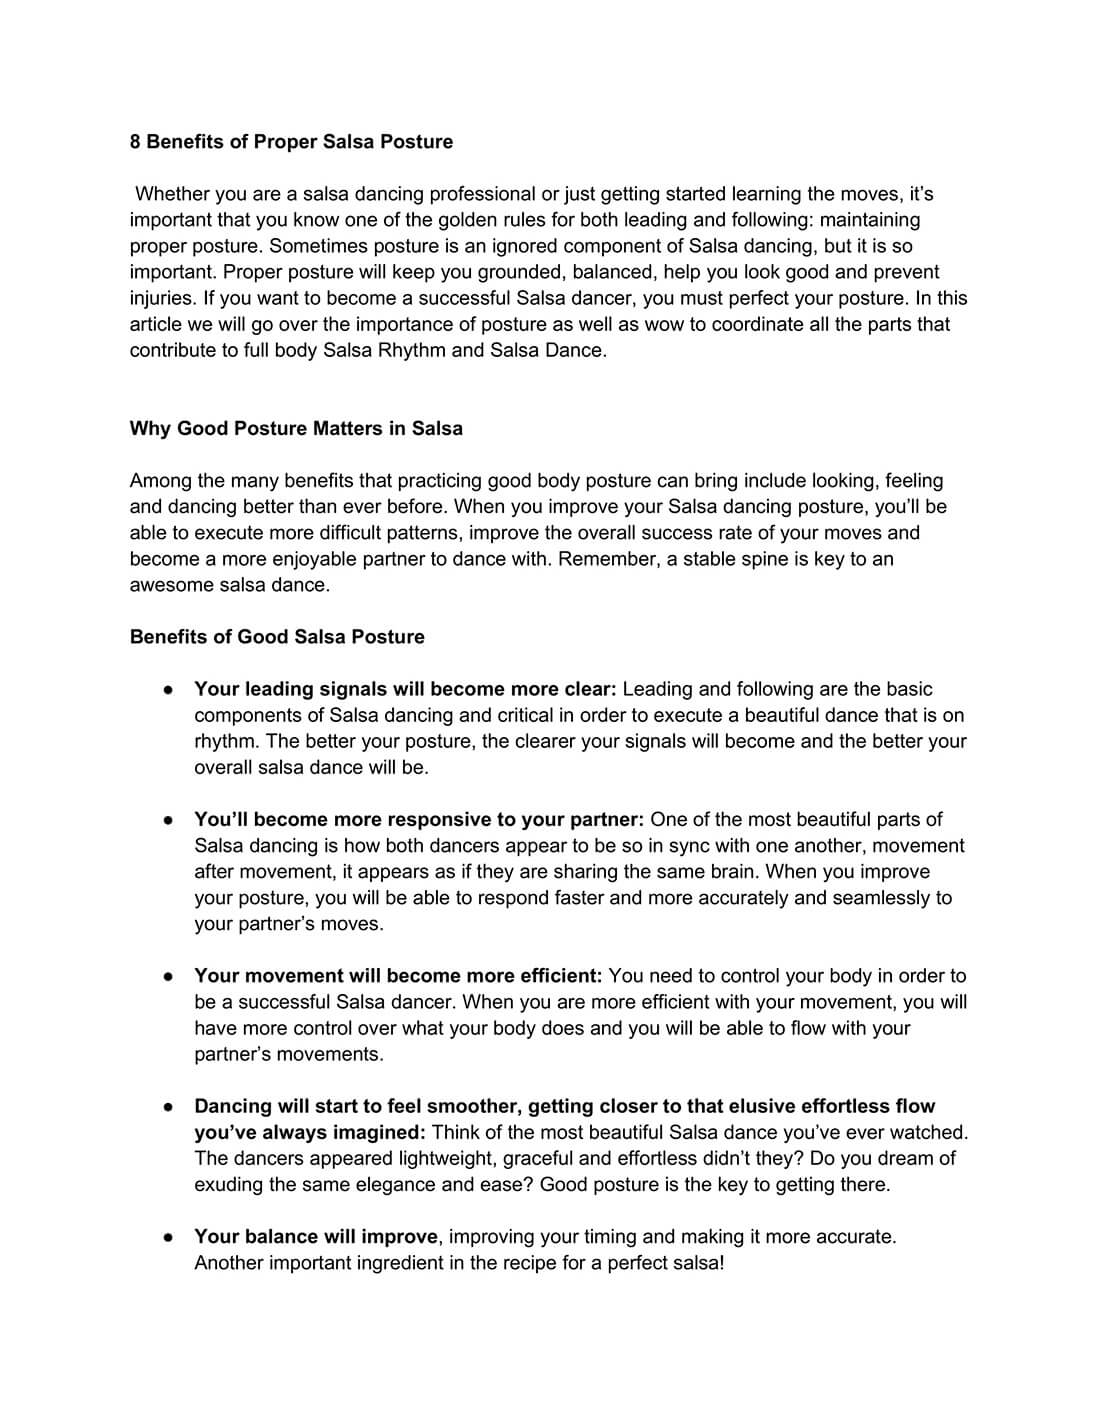 8 Benefits of Proper Salsa Posture
Whether you are a salsa dancing professional or just getting started learning the moves, it’s
important that you know one of the golden rules for both leading and following: maintaining
proper posture. Sometimes posture is an ignored component of Salsa dancing, but it is so
important. Proper posture will keep you grounded, balanced, help you look good and prevent
injuries. If you want to become a successful Salsa dancer, you must perfect your posture. In this
article we will go over the importance of posture as well as wow to coordinate all the parts that
contribute to full body Salsa Rhythm and Salsa Dance.
Why Good Posture Matters in Salsa
Among the many benefits that practicing good body posture can bring include looking, feeling
and dancing better than ever before. When you improve your Salsa dancing posture, you’ll be
able to execute more difficult patterns, improve the overall success rate of your moves and
become a more enjoyable partner to dance with. Remember, a stable spine is key to an
awesome salsa dance.
Benefits of Good Salsa Posture
● Your leading signals will become more clear: Leading and following are the basic
components of Salsa dancing and critical in order to execute a beautiful dance that is on
rhythm. The better your posture, the clearer your signals will become and the better your
overall salsa dance will be.
● You’ll become more responsive to your partner: One of the most beautiful parts of
Salsa dancing is how both dancers appear to be so in sync with one another, movement
after movement, it appears as if they are sharing the same brain. When you improve
your posture, you will be able to respond faster and more accurately and seamlessly to
your partner’s moves.
● Your movement will become more efficient: You need to control your body in order to
be a successful Salsa dancer. When you are more efficient with your movement, you will
have more control over what your body does and you will be able to flow with your
partner’s movements.
● Dancing will start to feel smoother, getting closer to that elusive effortless flow
you’ve always imagined: Think of the most beautiful Salsa dance you’ve ever watched.
The dancers appeared lightweight, graceful and effortless didn’t they? Do you dream of
exuding the same elegance and ease? Good posture is the key to getting there.
● Your balance will improve, improving your timing and making it more accurate.
Another important ingredient in the recipe for a perfect salsa!